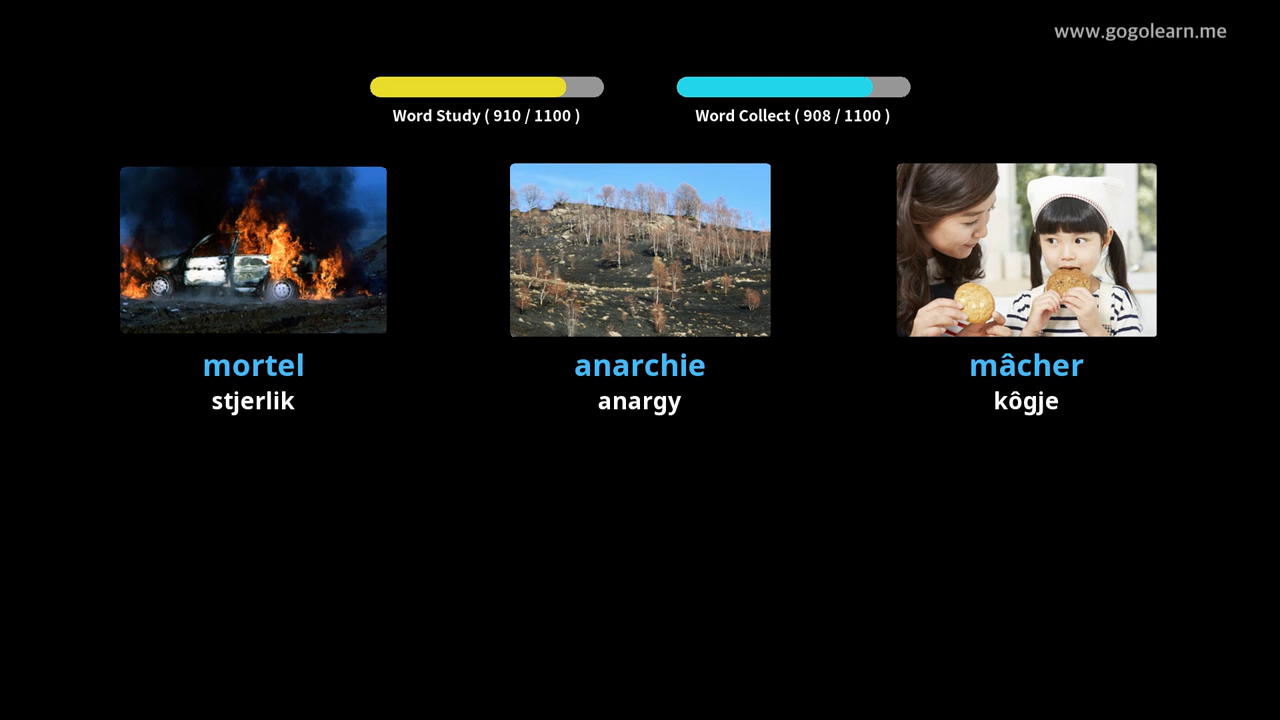 www.gogolearn.me
Word Study ( 910 / 1100 )
Word Collect ( 908 / 1100 )
mortel
stjerlik
anarchie
anargy
mâcher
kôgje